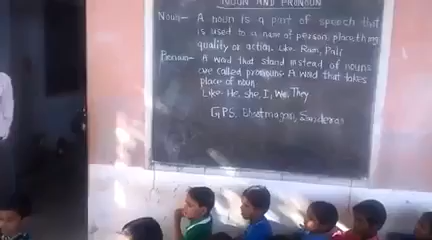 NOUN AND PRONOUN
Noun- A noun is a part of speech that
is used to a name of person, place, thing
quality or action. Like Ram, Pali
Pronoun- A word that stand instead of nouns
are called pronouns. A word that takes
place of noun
Like- He, She, I, We, They
G.P.S.